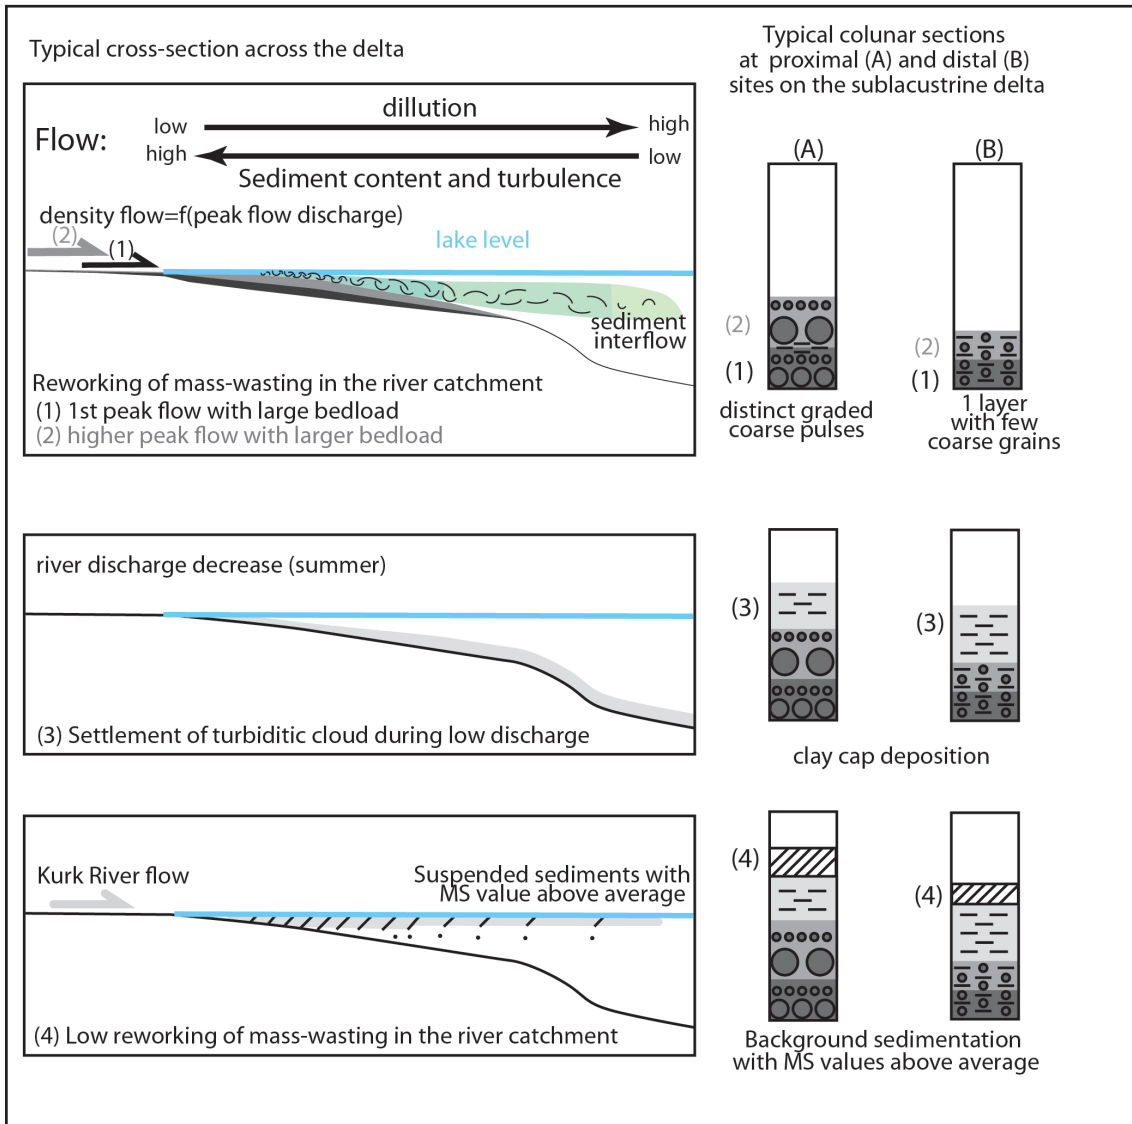 Typical cross-section across the delta
Typical colunar sections
at proximal (A) and distal (B)
sites on the sublacustrine delta
Flow:
dillution
low
high
high
low
Sediment content and turbulence
density flow=f(peak flow discharge)
(2)
(1)
lake level
sediment
interflow
Reworking of mass-wasting in the river catchment
(1) 1st peak flow with large bedload
(2) higher peak flow with larger bedload
(A)
(B)
(2)
(1)
(2)
(1)
distinct graded
coarse pulses
1 layer
with few
coarse grains
river discharge decrease (summer)
(3) Settlement of turbiditic cloud during low discharge
(3)
(3)
clay cap deposition
Kurk River flow
Suspended sediments with
MS value above average
(4) Low reworking of mass-wasting in the river catchment
(4)
(4)
Background sedimentation
with MS values above average